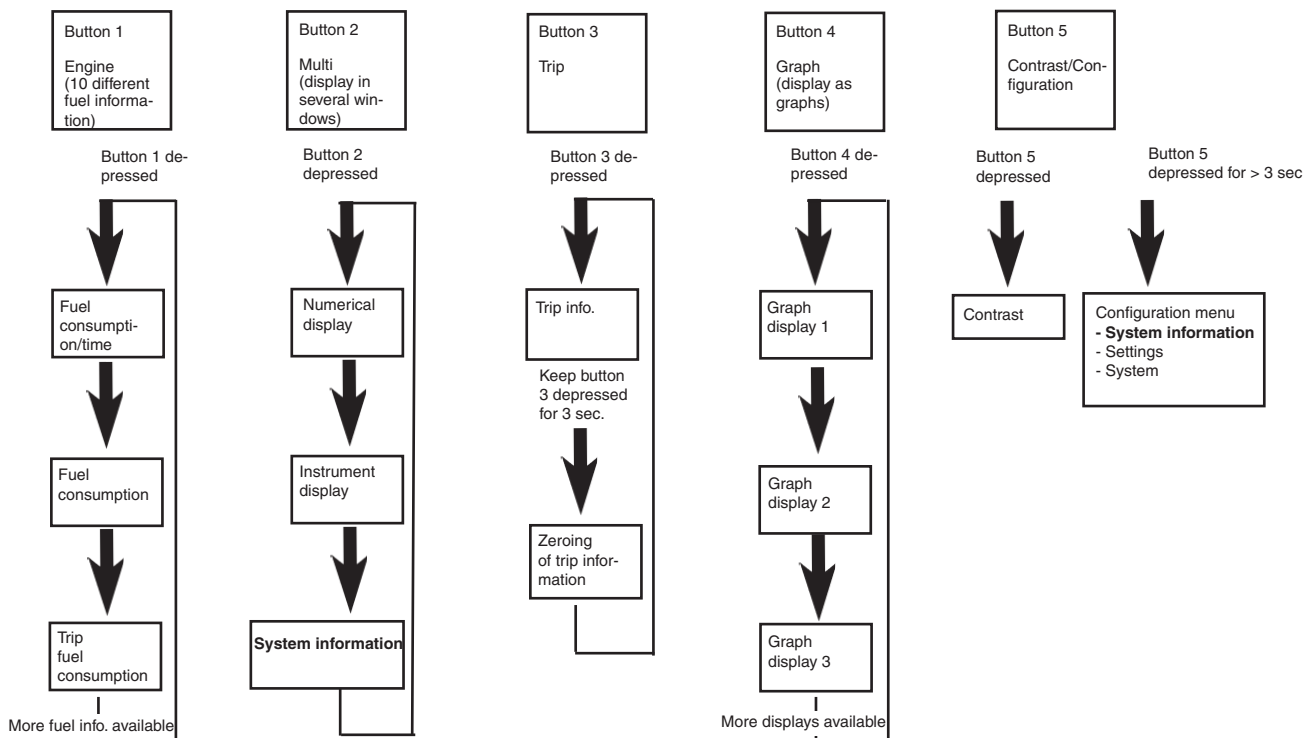 Button 1
Engine
(10 different
fuel informa-
tion)
Button 2
Multi
(display in
several win-
dows)
Button 3
Trip
Button 4
Graph
(display as
graphs)
Button 5
Contrast/Con-
figuration
Button 1 de-
pressed
Button 2
depressed
Button 3 de-
pressed
Button 4 de-
pressed
Button 5
depressed
Button 5
depressed for > 3 sec
Fuel
consumpti-
on/time
Fuel
consumption
Trip
fuel
consumption
More fuel info. available
Numerical
display
Instrument
display
System information
Trip info.
Keep button
3 depressed
for 3 sec.
Zeroing
of trip infor-
mation
Graph
display 1
Graph
display 2
Graph
display 3
More displays available
Contrast
Configuration menu
- System information
- Settings
- System